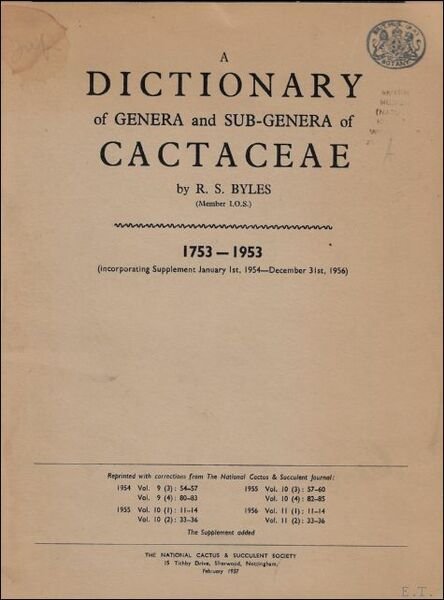 A
DICTIONARY
of GENERA and SUB-GENERA of
CACTACEAE
by R. S. BYLES
(Member I.O.S.)
1753—1953
(incorporating Supplement January 1st, 1954—December 31st, 1956)
Reprinted with corrections from The National Cactus & Succulent Journal:
1954 Vol. 9 (3): 54-57
Vol. 9 (4): 80-83
1955 Vol. 10 (1): 11-14
Vol. 10 (2): 33-36
1955 Vol. 10 (3): 57-60
Vol. 10 (4): 82-85
1956 Vol. 11 (1): 11-14
Vol. 11 (2): 33-36
The Supplement added
THE NATIONAL CACTUS & SUCCULENT SOCIETY
15 Tichby Drive, Sherwood, Nottingham,
February 1957
E.T.